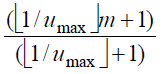 (⌊1/u_max⌋m + 1)
(⌊1/u_max⌋ + 1)